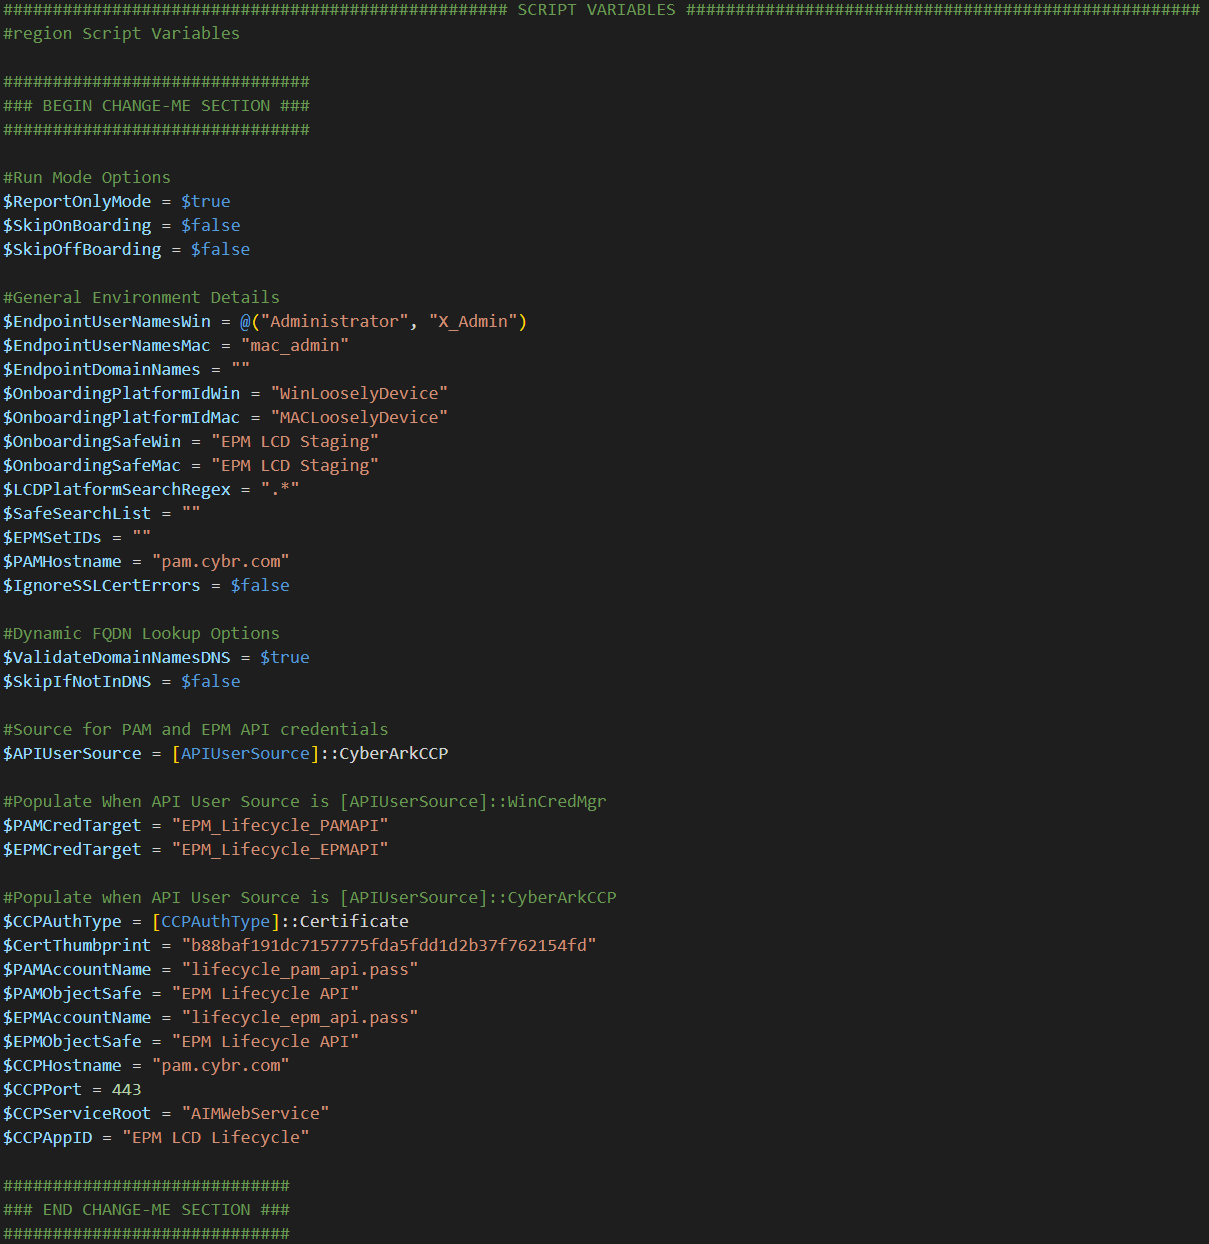 ################################################### SCRIPT VARIABLES ####################################################
#region Script Variables
###############################
### BEGIN CHANGE-ME SECTION ###
###############################
#Run Mode Options
$ReportOnlyMode = $true
$SkipOnBoarding = $false
$SkipOffBoarding = $false
#General Environment Details
$EndpointUserNamesWin = @("Administrator", "X_Admin")
$EndpointUserNamesMac = "mac_admin"
$EndpointDomainNames = ""
$OnboardingPlatformIdWin = "WinLooselyDevice"
$OnboardingPlatformIdMac = "MACLooselyDevice"
$OnboardingSafeWin = "EPM LCD Staging"
$OnboardingSafeMac = "EPM LCD Staging"
$LCDPlatformSearchRegex = ".*"
$SafeSearchList = ""
$EPMSetIDs = ""
$PAMHostname = "pam.cybr.com"
$IgnoreSSLCertErrors = $false
#Dynamic FQDN Lookup Options
$ValidateDomainNamesDNS = $true
$SkipIfNotInDNS = $false
#Source for PAM and EPM API credentials
$APIUserSource = [APIUserSource]::CyberArkCCP
#Populate When API User Source is [APIUserSource]::WinCredMgr
$PAMCredTarget = "EPM_Lifecycle_PAMAPI"
$EPMCredTarget = "EPM_Lifecycle_EPMAPI"
#Populate when API User Source is [APIUserSource]::CyberArkCCP
$CCPAuthType = [CCPAuthType]::Certificate
$CertThumbprint = "b88baf191dc7157775fda5fdd1d2b37f762154fd"
$PAMAccountName = "lifecycle_pam_api.pass"
$PAMObjectSafe = "EPM Lifecycle API"
$EPMAccountName = "lifecycle_epm_api.pass"
$EPMObjectSafe = "EPM Lifecycle API"
$CCPHostname = "pam.cybr.com"
$CCPPort = 443
$CCPServiceRoot = "AIMWebService"
$CCPAppID = "EPM LCD Lifecycle"
#############################
### END CHANGE-ME SECTION ###
#############################